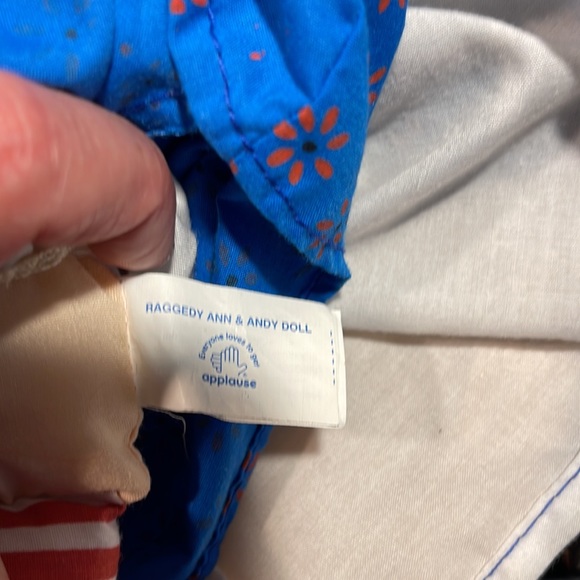 RAGGEDY ANN & ANDY DOLL
Everyone loves to get
applause